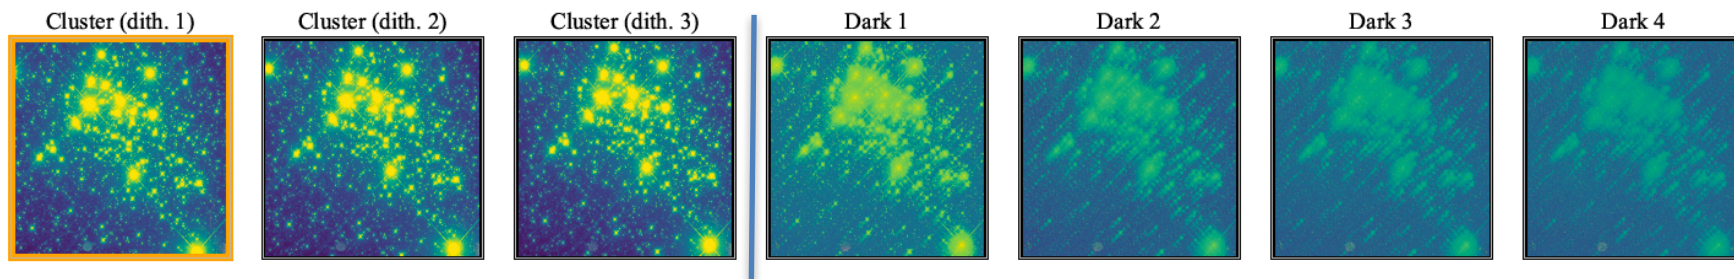 Cluster (dith. 1)
Cluster (dith. 2)
Cluster (dith. 3)
Dark 1
Dark 2
Dark 3
Dark 4